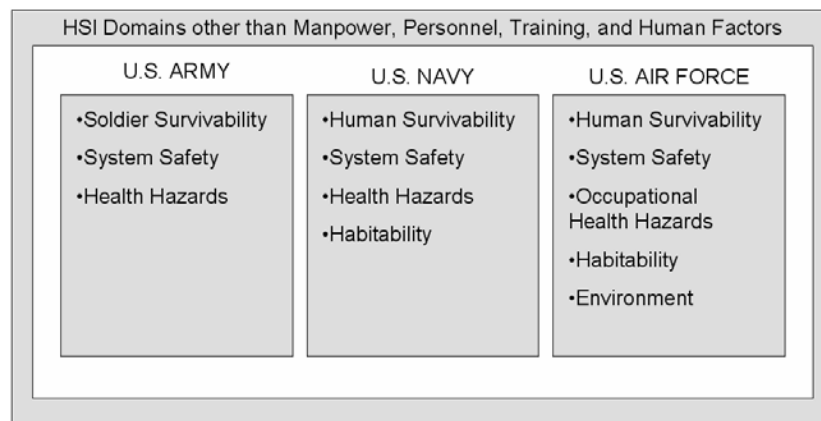 HSI Domains other than Manpower, Personnel, Training, and Human Factors
U.S. ARMY
•Soldier Survivability
•System Safety
•Health Hazards
U.S. NAVY
•Human Survivability
•System Safety
•Health Hazards
•Habitability
U.S. AIR FORCE
•Human Survivability
•System Safety
•Occupational
Health Hazards
•Habitability
•Environment